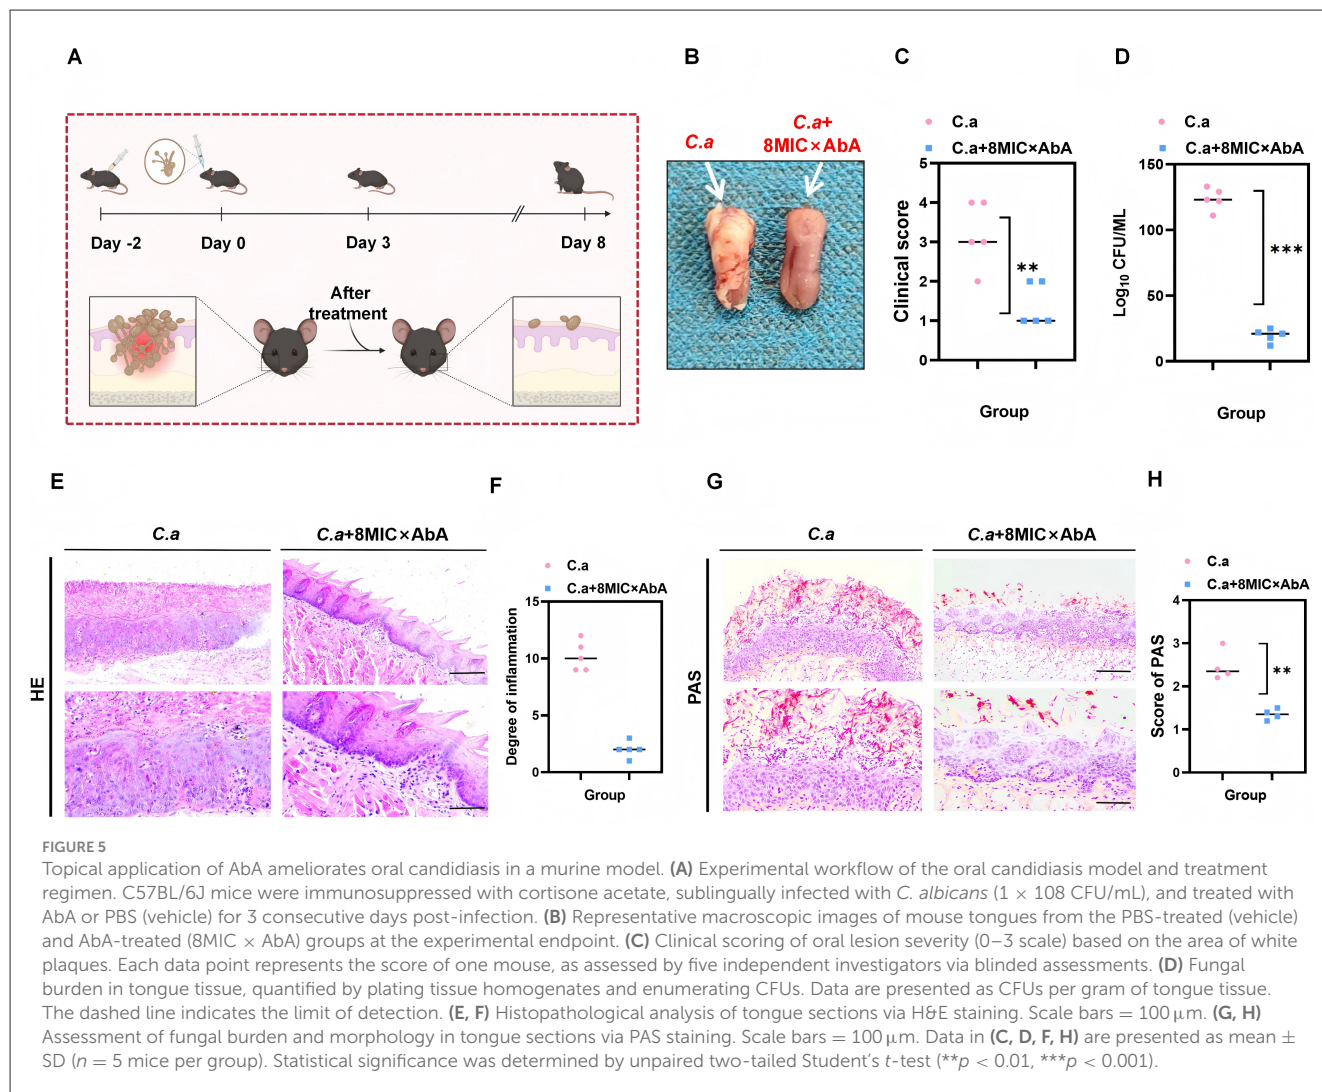 A
Day -2
Day 0
Day 3
Day 8
After
treatment
B
C.a
C.a+
8MIC×AbA
C
C.a
C.a+8MIC×AbA
Clinical score
5
4
3
2
1
0
**
Group
D
C.a
C.a+8MIC×AbA
Log10 CFU/ML
150
100
50
0
***
Group
E
C.a
C.a+8MIC×AbA
HE
F
C.a
C.a+8MIC×AbA
Degree of inflammation
15
10
5
0
Group
G
C.a
C.a+8MIC×AbA
PAS
H
C.a
C.a+8MIC×AbA
Score of PAS
4
3
2
1
0
**
Group
FIGURE 5
Topical application of AbA ameliorates oral candidiasis in a murine model. (A) Experimental workflow of the oral candidiasis model and treatment
regimen. C57BL/6J mice were immunosuppressed with cortisone acetate, sublingually infected with C. albicans (1 × 108 CFU/mL), and treated with
AbA or PBS (vehicle) for 3 consecutive days post-infection. (B) Representative macroscopic images of mouse tongues from the PBS-treated (vehicle)
and AbA-treated (8MIC × AbA) groups at the experimental endpoint. (C) Clinical scoring of oral lesion severity (0–3 scale) based on the area of white
plaques. Each data point represents the score of one mouse, as assessed by five independent investigators via blinded assessments. (D) Fungal
burden in tongue tissue, quantified by plating tissue homogenates and enumerating CFUs. Data are presented as CFUs per gram of tongue tissue.
The dashed line indicates the limit of detection. (E, F) Histopathological analysis of tongue sections via H&E staining. Scale bars = 100 μm. (G, H)
Assessment of fungal burden and morphology in tongue sections via PAS staining. Scale bars = 100 μm. Data in (C, D, F, H) are presented as mean ±
SD (n = 5 mice per group). Statistical significance was determined by unpaired two-tailed Student's t-test (**p < 0.01, ***p < 0.001).